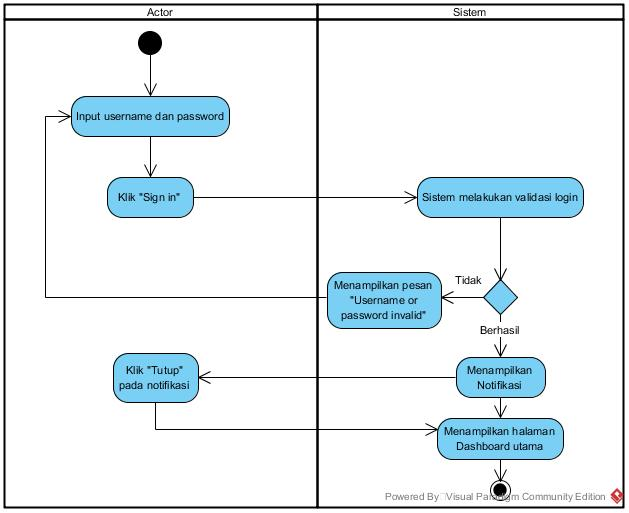 Actor
Sistem
Input username dan password
Klik "Sign in"
Sistem melakukan validasi login
Menampilkan pesan
"Username or
password invalid"
Tidak
Berhasil
Klik "Tutup"
pada notifikasi
Menampilkan
Notifikasi
Menampilkan halaman
Dashboard utama
Powered By Visual Paradigm Community Edition